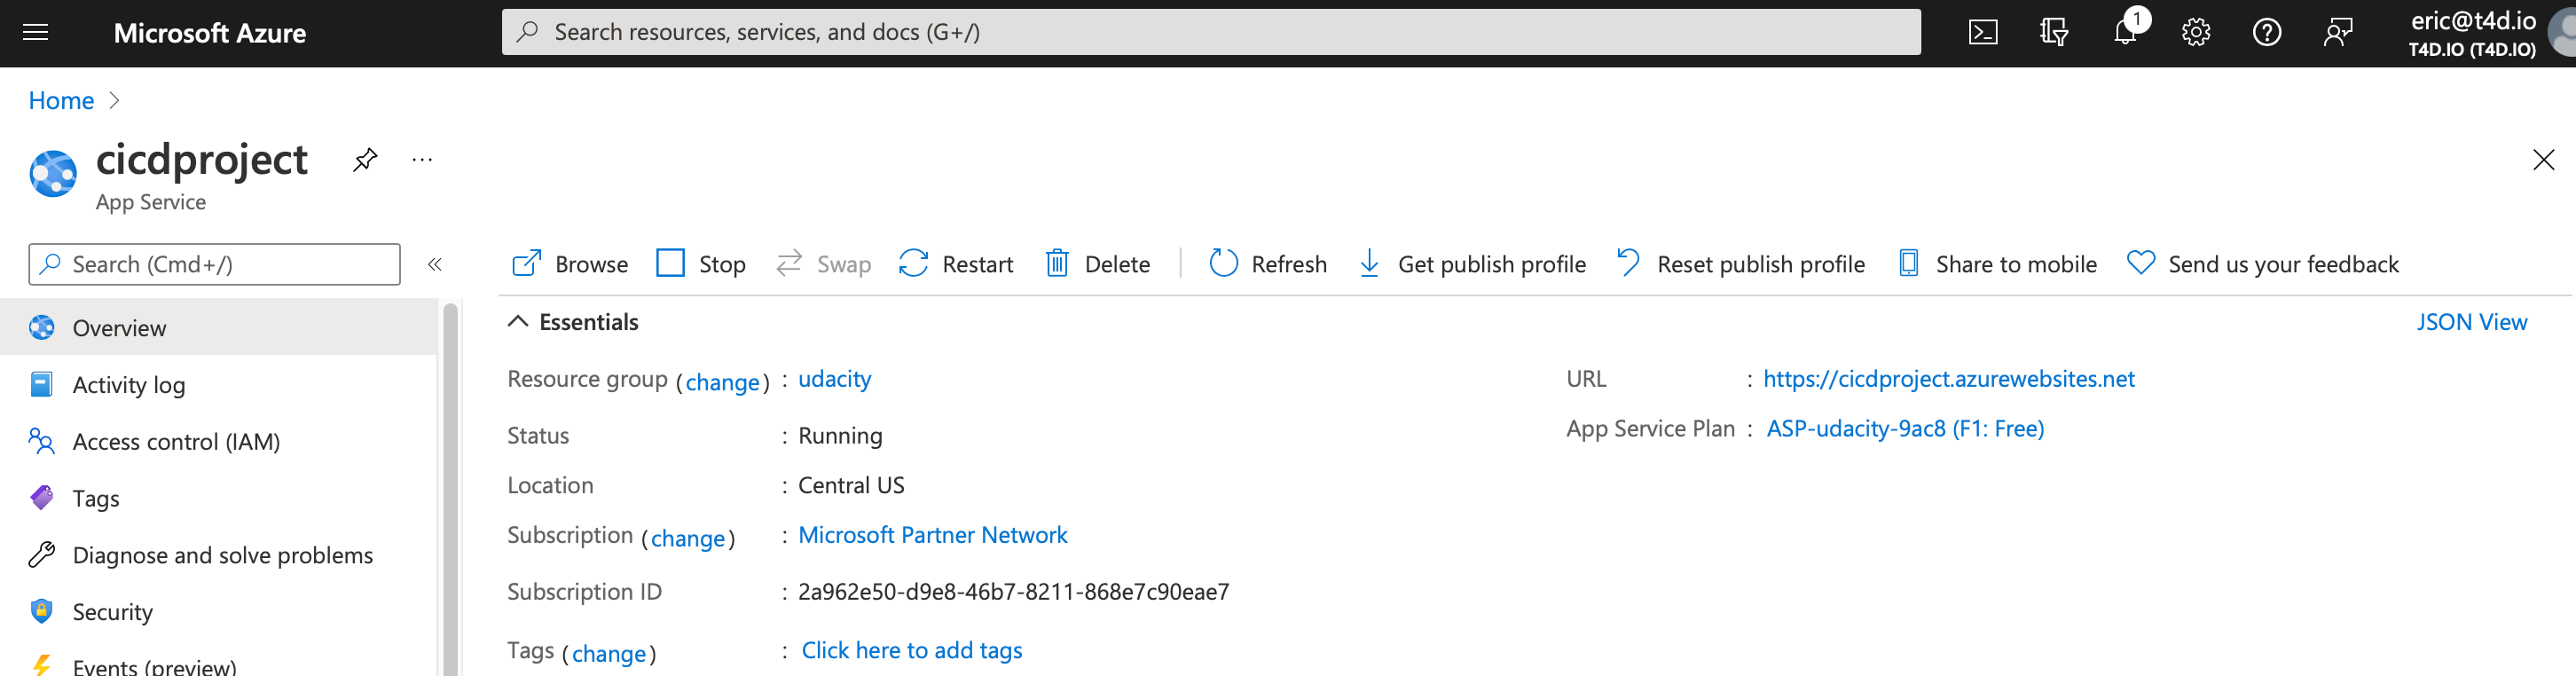 Microsoft Azure
Search resources, services, and docs (G+/)
1
eric@t4d.io
T4D.IO (T4D.IO)
Home
cicdproject
...
App Service
Search (Cmd+/)
«
Browse
Stop
Swap
Restart
Delete
Refresh
Get publish profile
Reset publish profile
Share to mobile
Send us your feedback
Overview
Activity log
Access control (IAM)
Tags
Diagnose and solve problems
Security
Events (preview)
Essentials
JSON View
Resource group (change) : udacity
Status : Running
Location : Central US
Subscription (change) : Microsoft Partner Network
Subscription ID : 2a962e50-d9e8-46b7-8211-868e7c90eae7
Tags (change) : Click here to add tags
URL : https://cicdproject.azurewebsites.net
App Service Plan : ASP-udacity-9ac8 (F1: Free)